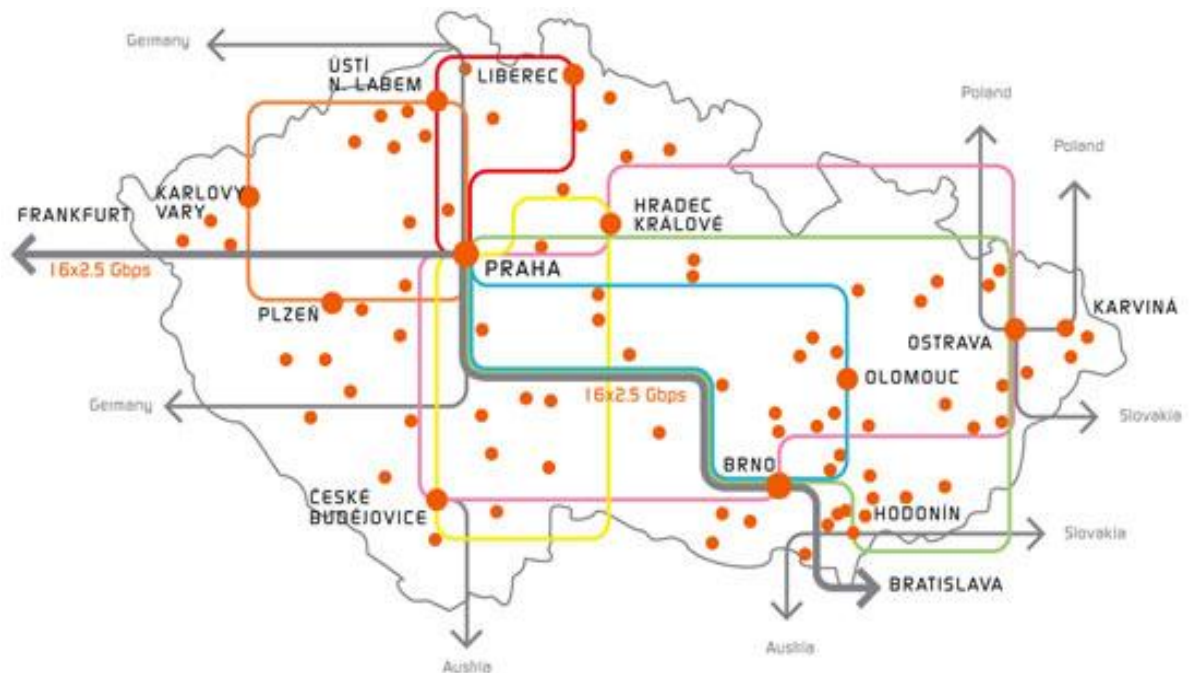 Germany
ÚSTÍ
N. LABEM
LIBEREC
Poland
Poland
KARLOVY
VARY
FRANKFURT
HRADEC
KRÁLOVÉ
16x2.5 Gbps
PRAHA
PLZEŇ
KARVINÁ
OSTRAVA
OLOMOUC
16x2.5 Gbps
Germany
Slovakia
BRNO
ČESKÉ
BUDĚJOVICE
HODONÍN
Slovakia
BRATISLAVA
Austria
Austria